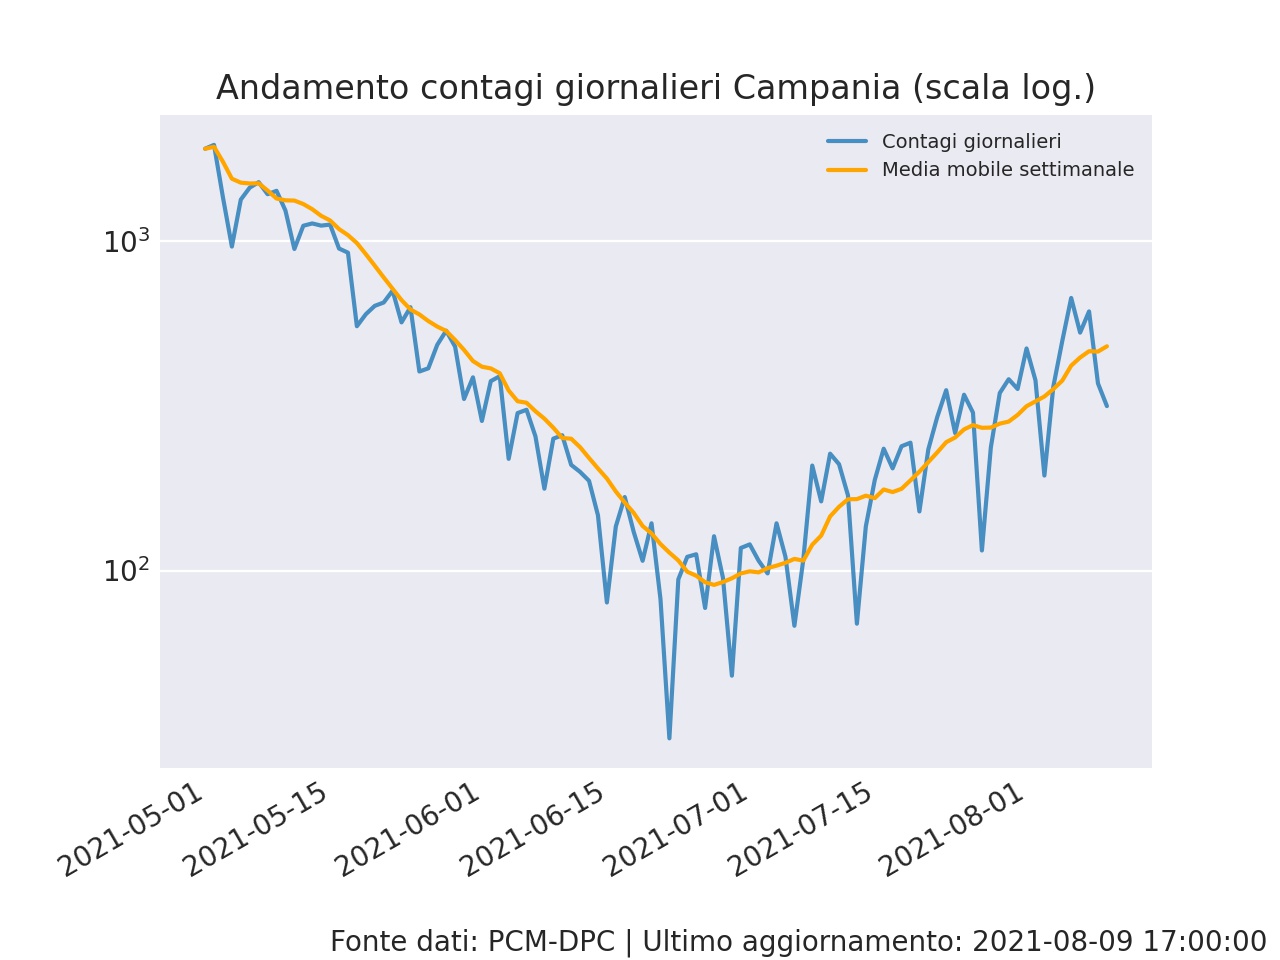 Andamento contagi giornalieri Campania (scala log.)
Contagi giornalieri
Media mobile settimanale
10³
10²
2021-05-01
2021-05-15
2021-06-01
2021-06-15
2021-07-01
2021-07-15
2021-08-01
Fonte dati: PCM-DPC | Ultimo aggiornamento: 2021-08-09 17:00:00